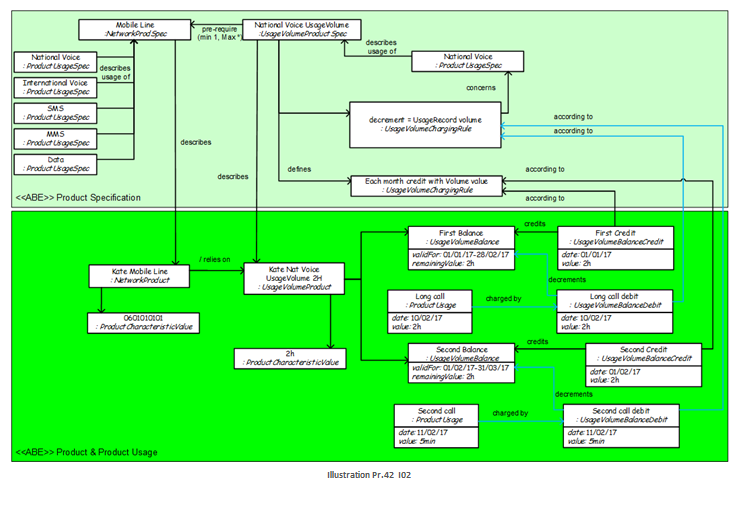 Mobile Line
: NetworkProdSpec
pre-require
(min 1, Max *)
National Voice UsageVolume
: UsageVolumeProductSpec
describes
usage of
National Voice
: ProductUsageSpec
National Voice
: ProductUsageSpec
describes
usage of
International Voice
: ProductUsageSpec
SMS
: ProductUsageSpec
MMS
: ProductUsageSpec
Data
: ProductUsageSpec
concerns
decrement = UsageRecord volume
: UsageVolumeChargingRule
according to
according to
describes
describes
defines
according to
Each month credit with Volume value
: UsageVolumeChargingRule
according to
<<ABE>> Product Specification
credits
First Balance
: UsageVolumeBalance
validFor: 01/01/17-28/02/17
remainingValue: 2h
First Credit
: UsageVolumeBalanceCredit
date: 01/01/17
value: 2h
/ relies on
Kate Mobile Line
: NetworkProduct
Kate Nat Voice
UsageVolume 2H
: UsageVolumeProduct
decrements
Long call
: ProductUsage
date: 10/02/17
value: 2h
charged by
Long call debit
: UsageVolumeBalanceDebit
date: 10/02/17
value: 2h
0601010101
: ProductCharacteristicValue
2h
: ProductCharacteristicValue
credits
Second Balance
: UsageVolumeBalance
validFor: 01/02/17-31/03/17
remainingValue: 2h
Second Credit
: UsageVolumeBalanceCredit
date: 01/02/17
value: 2h
decrements
Second call
: ProductUsage
date: 11/02/17
value: 5min
charged by
Second call debit
: UsageVolumeBalanceDebit
date: 11/02/17
value: 5min
<<ABE>> Product & Product Usage
Illustration Pr.42 I02